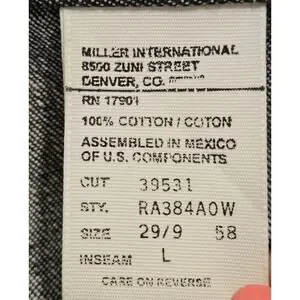 MILLER INTERNATIONAL
8500 ZUNI STREET
DENVER, CO.
RN 17901
100% COTTON / COTON
ASSEMBLED IN MEXICO
OF U.S. COMPONENTS
CUT 39531
STY. RA384A0W
SIZE 29/9 58
INSEAM L
CARE ON REVERSE